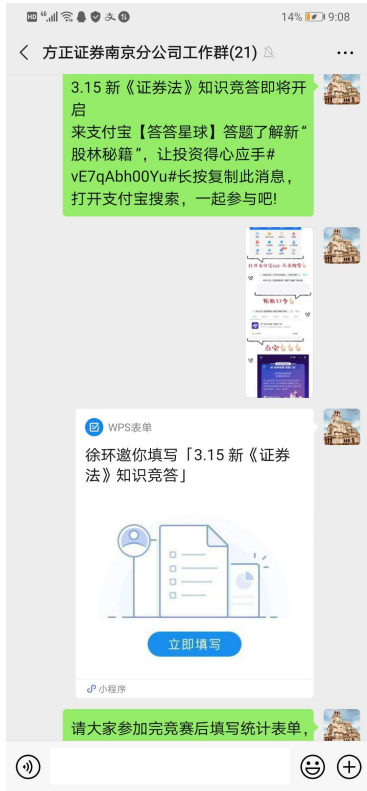 HD 4G 14% 9:08
方正证券南京分公司工作群(21)
3.15 新《证券法》知识竞答即将开
启
来支付宝【答答星球】答题了解新“
股林秘籍”，让投资得心应手#
vE7qAbh00Yu#长按复制此消息，
打开支付宝搜索，一起参与吧!
WPS表单
徐环邀你填写「3.15 新《证券
法》知识竞答」
立即填写
小程序
请大家参加完竞赛后填写统计表单，